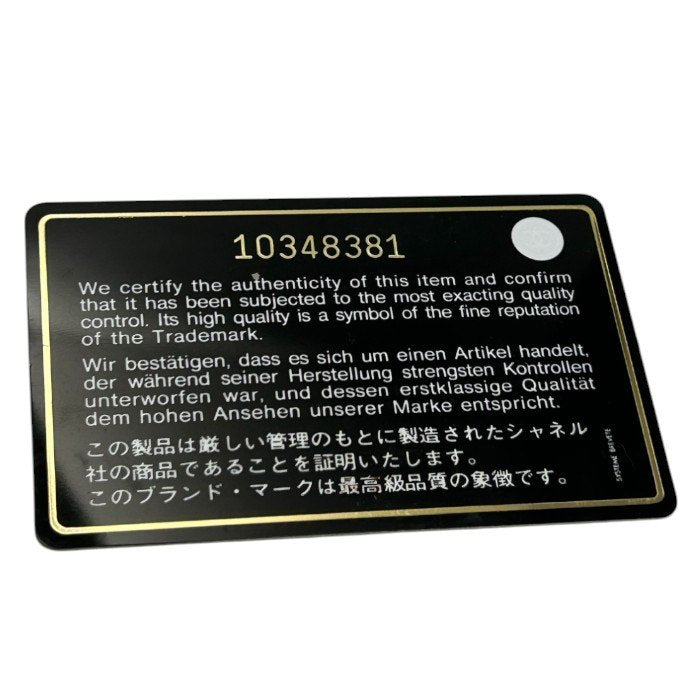 10348381
We certify the authenticity of this item and confirm
that it has been subjected to the most exacting quality
control. Its high quality is a symbol of the fine reputation
of the Trademark.
Wir bestätigen, dass es sich um einen Artikel handelt,
der während seiner Herstellung strengsten Kontrollen
unterworfen war, und dessen erstklassige Qualität
dem hohen Ansehen unserer Marke entspricht.
この製品は厳しい管理のもとに製造されたシャネル
社の商品であることを証明いたします。
このブランド・マークは最高級品質の象徴です。
SYSTEME BREVETE